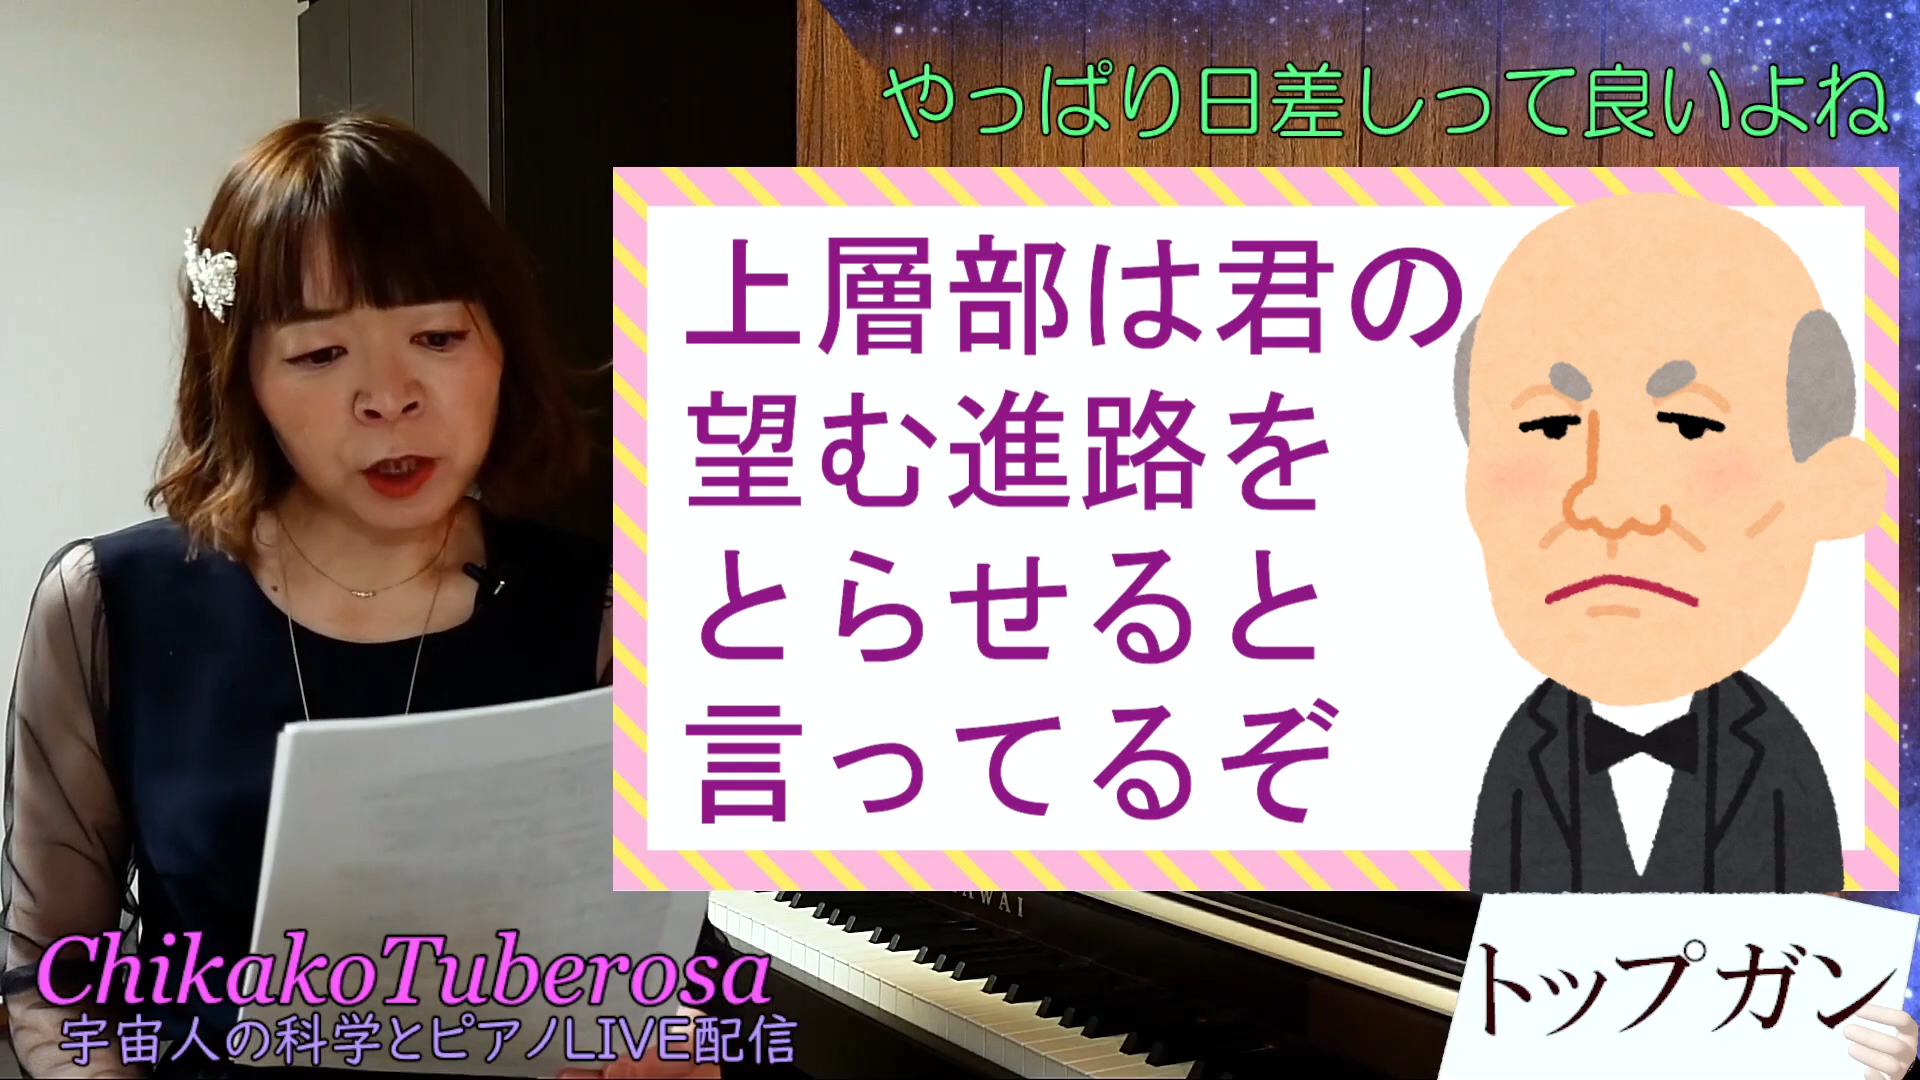 やっぱり日差しって良いよね
上層部は君の
望む進路を
とらせると
言ってるぞ
AWAI
トップガン
ChikakoTuberosa
宇宙人の科学とピアノLIVE配信